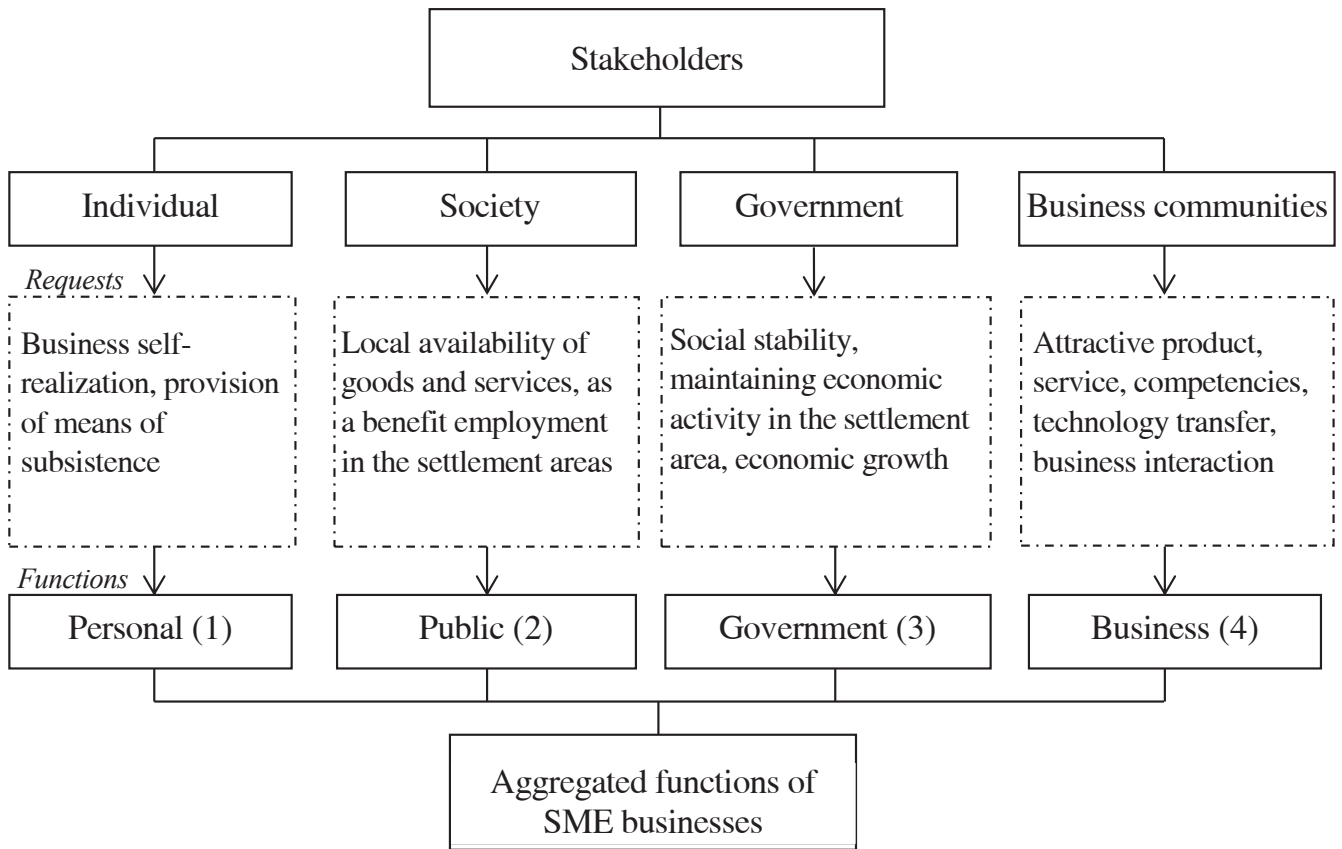 Stakeholders
Individual
Society
Government
Business communities
Requests
Business self-
realization, provision
of means of
subsistence
Local availability of
goods and services, as
a benefit employment
in the settlement areas
Social stability,
maintaining economic
activity in the settlement
area, economic growth
Attractive product,
service, competencies,
technology transfer,
business interaction
Functions
Personal (1)
Public (2)
Government (3)
Business (4)
Aggregated functions of
SME businesses